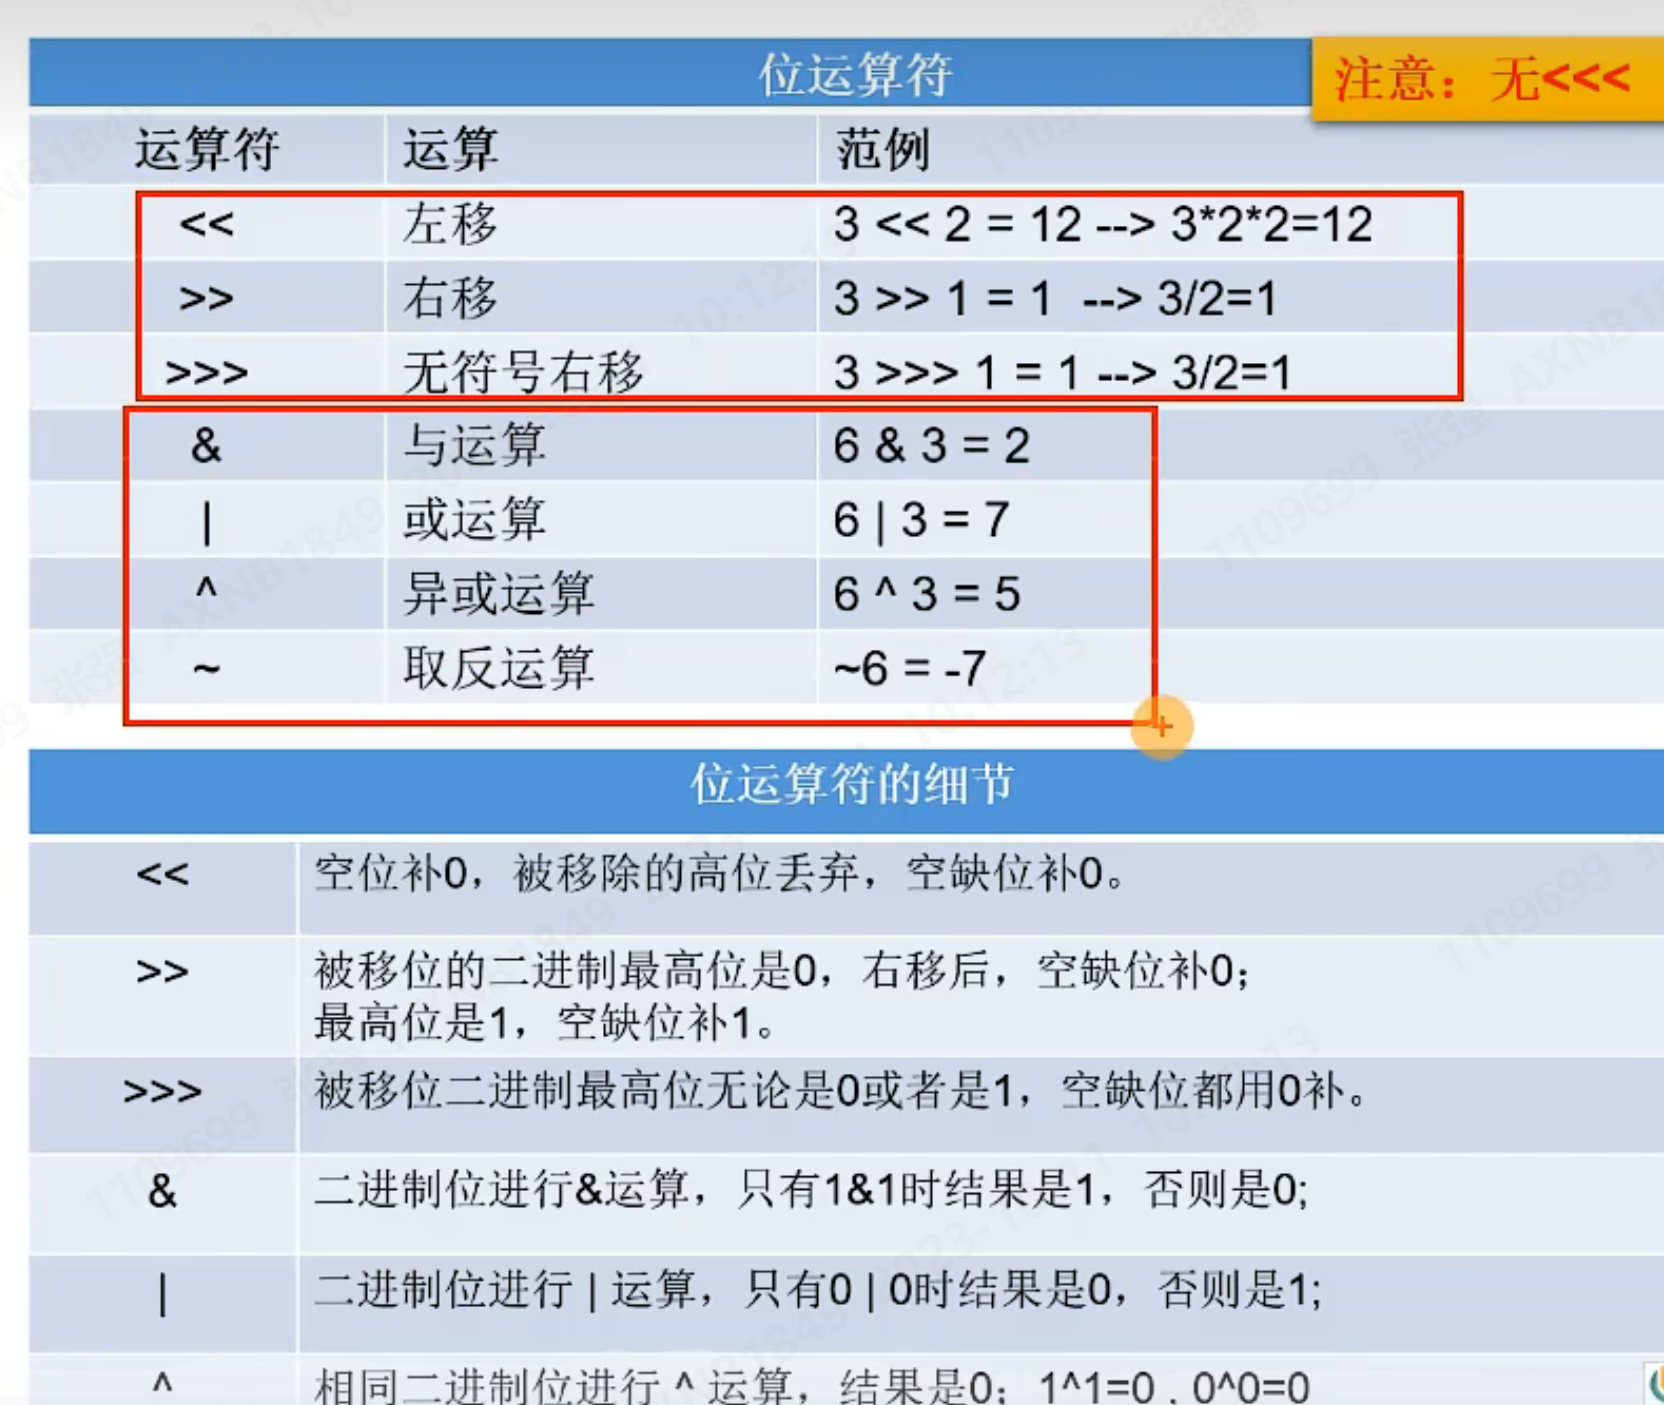 位运算符
注意：无<<<
运算符 运算 范例
<< 左移 3 << 2 = 12 --> 3*2*2=12
>> 右移 3 >> 1 = 1 --> 3/2=1
>>> 无符号右移 3 >>> 1 = 1 --> 3/2=1
& 与运算 6 & 3 = 2
| 或运算 6 | 3 = 7
^ 异或运算 6 ^ 3 = 5
~ 取反运算 ~6 = -7
位运算符的细节
<< 空位补0，被移除的高位丢弃，空缺位补0。
>> 被移位的二进制最高位是0，右移后，空缺位补0；
最高位是1，空缺位补1。
>>> 被移位二进制最高位无论是0或者是1，空缺位都用0补。
& 二进制位进行&运算，只有1&1时结果是1，否则是0;
| 二进制位进行 | 运算，只有0 | 0时结果是0，否则是1;
^ 相同二进制位进行 ^ 运算，结果是0；1^1=0 , 0^0=0